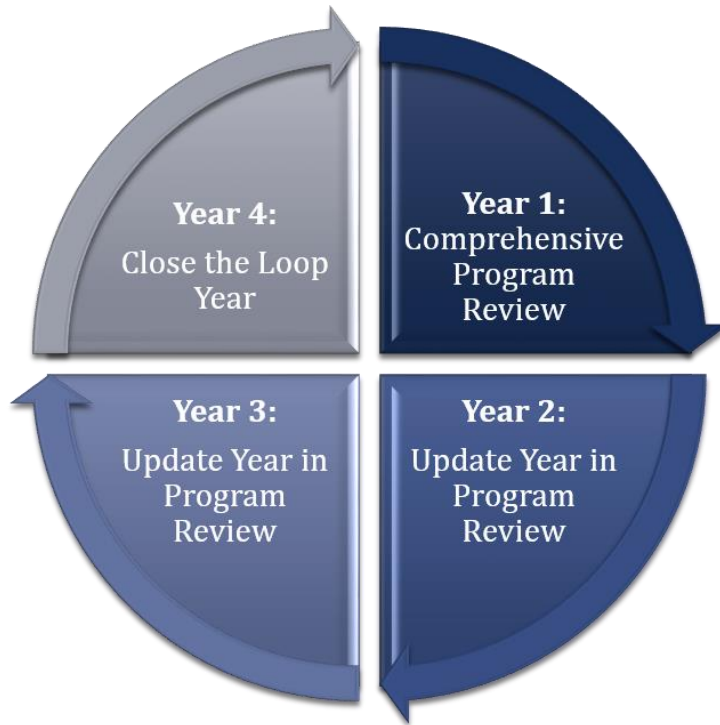 Year 1:
Comprehensive
Program
Review
Year 2:
Update Year in
Program
Review
Year 3:
Update Year in
Program
Review
Year 4:
Close the Loop
Year